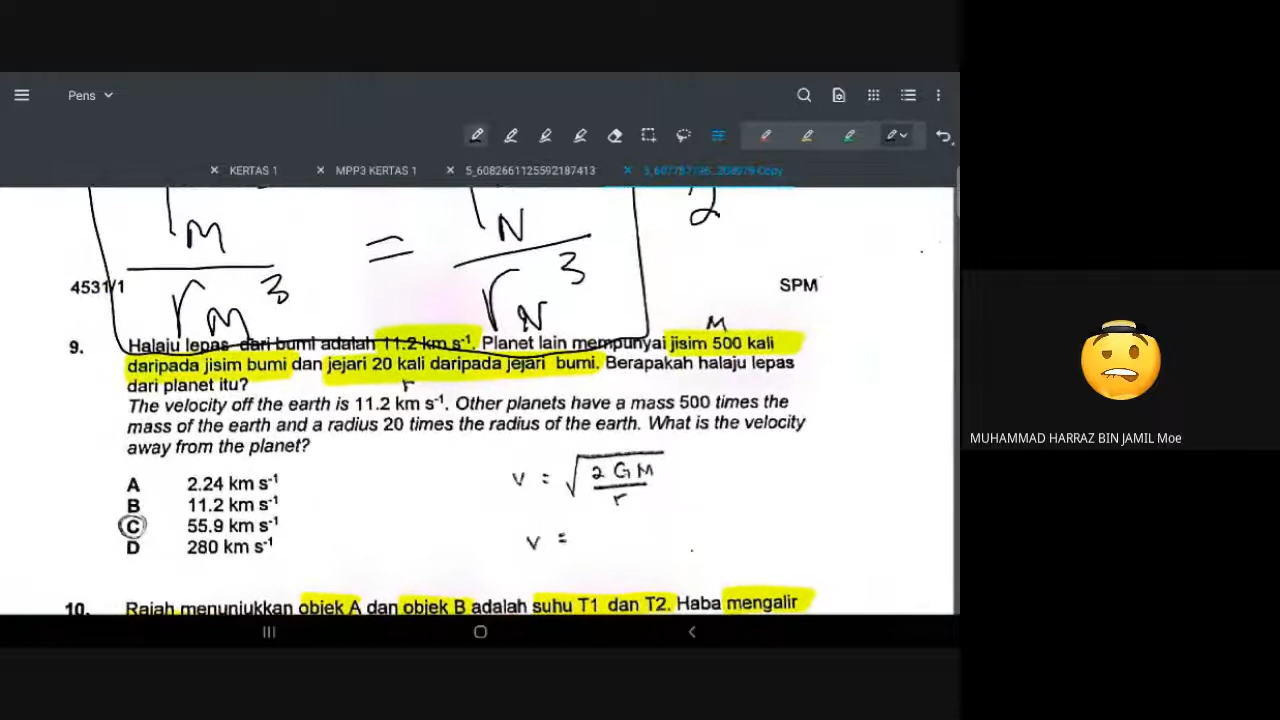 Pens
KERTAS 1
MPP3 KERTAS 1
5_6082661125592187413
Copy
M = N 2
4531/1 r_M³ r_N³ SPM
M
9. Halaju lepas dari bumi adalah 11.2 km s⁻¹. Planet lain mempunyai jisim 500 kali
daripada jisim bumi dan jejari 20 kali daripada jejari bumi. Berapakah halaju lepas
dari planet itu? r
The velocity off the earth is 11.2 km s⁻¹. Other planets have a mass 500 times the
mass of the earth and a radius 20 times the radius of the earth. What is the velocity
away from the planet?
MUHAMMAD HARRAZ BIN JAMIL Moe
v = √(2GM/r)
A 2.24 km s⁻¹
B 11.2 km s⁻¹
C 55.9 km s⁻¹
v =
D 280 km s⁻¹
10. Rajah menunjukkan objek A dan objek B adalah suhu T1 dan T2. Haba mengalir